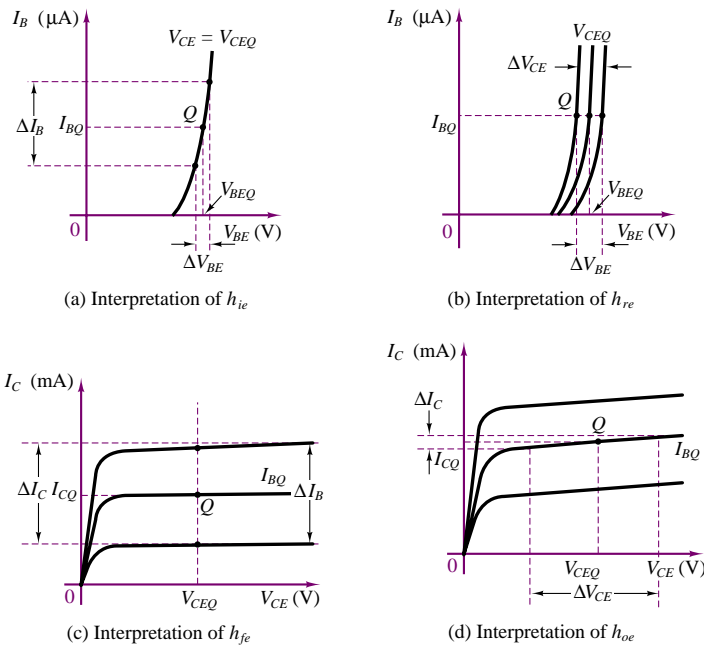 I_B (μA)
V_CE = V_CEQ
ΔI_B
I_BQ
Q
V_BEQ
0
V_BE (V)
ΔV_BE
(a) Interpretation of h_ie
I_B (μA)
V_CEQ
ΔV_CE
Q
I_BQ
V_BEQ
0
V_BE (V)
ΔV_BE
(b) Interpretation of h_re
I_C (mA)
ΔI_C I_CQ
I_BQ
ΔI_B
Q
0
V_CEQ
V_CE (V)
(c) Interpretation of h_fe
I_C (mA)
ΔI_C
Q
I_CQ
I_BQ
0
V_CEQ
V_CE (V)
ΔV_CE
(d) Interpretation of h_oe